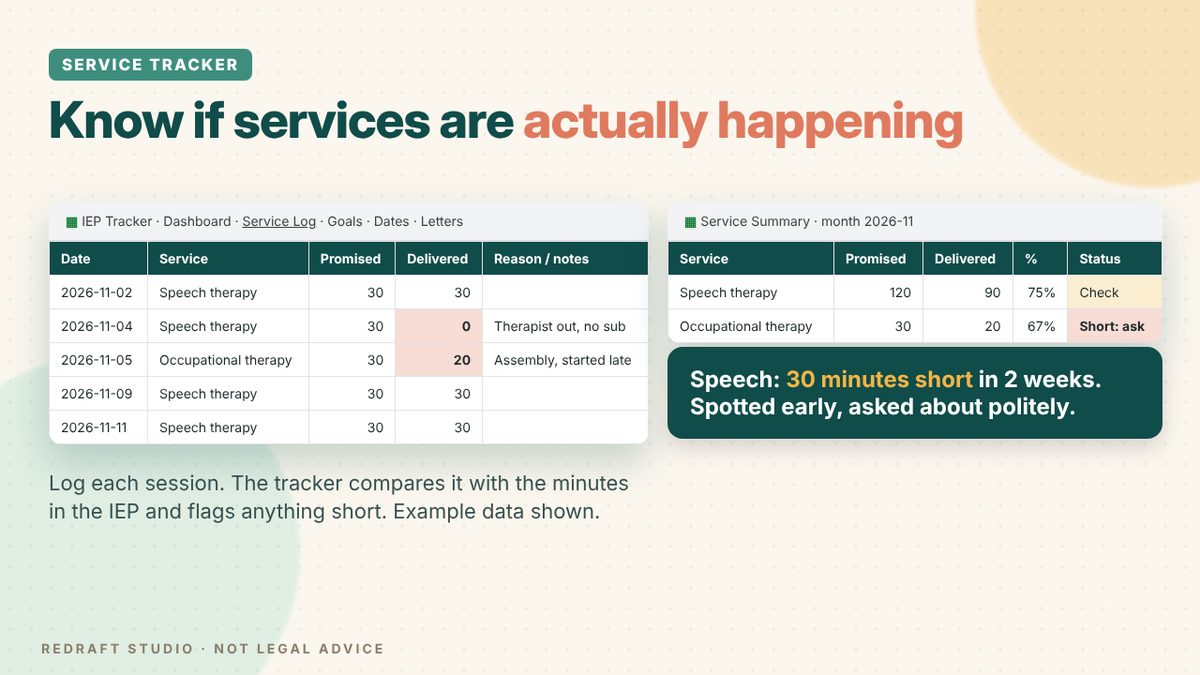 SERVICE TRACKER
Know if services are actually happening
IEP Tracker · Dashboard · Service Log · Goals · Dates · Letters
Date Service Promised Delivered Reason / notes
2026-11-02 Speech therapy 30 30
2026-11-04 Speech therapy 30 0 Therapist out, no sub
2026-11-05 Occupational therapy 30 20 Assembly, started late
2026-11-09 Speech therapy 30 30
2026-11-11 Speech therapy 30 30
Service Summary · month 2026-11
Service Promised Delivered % Status
Speech therapy 120 90 75% Check
Occupational therapy 30 20 67% Short: ask
Speech: 30 minutes short in 2 weeks.
Spotted early, asked about politely.
Log each session. The tracker compares it with the minutes
in the IEP and flags anything short. Example data shown.
REDRAFT STUDIO · NOT LEGAL ADVICE